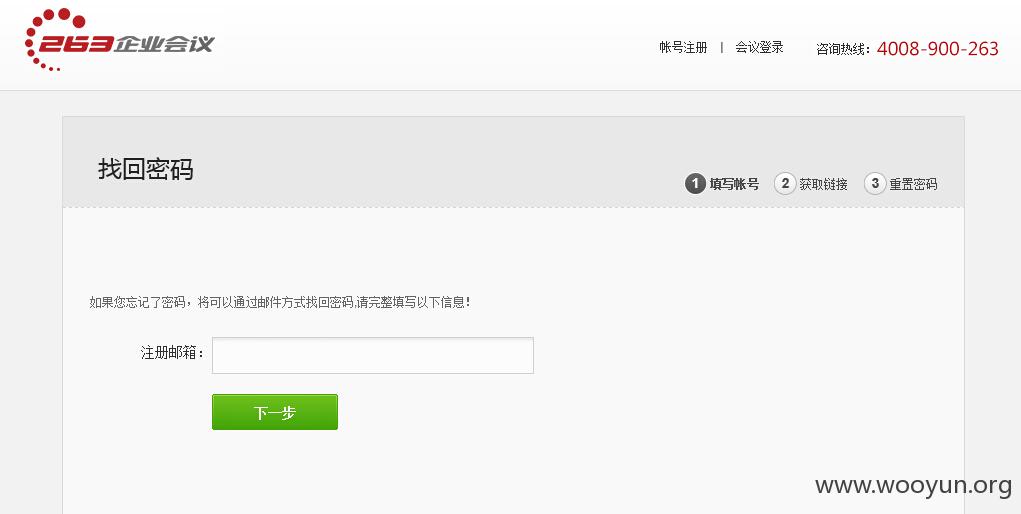 263企业会议
帐号注册 | 会议登录 咨询热线：4008-900-263
找回密码
1 填写帐号 2 获取链接 3 重置密码
如果您忘记了密码，将可以通过邮件方式找回密码,请完整填写以下信息！
注册邮箱：
下一步
www.wooyun.org